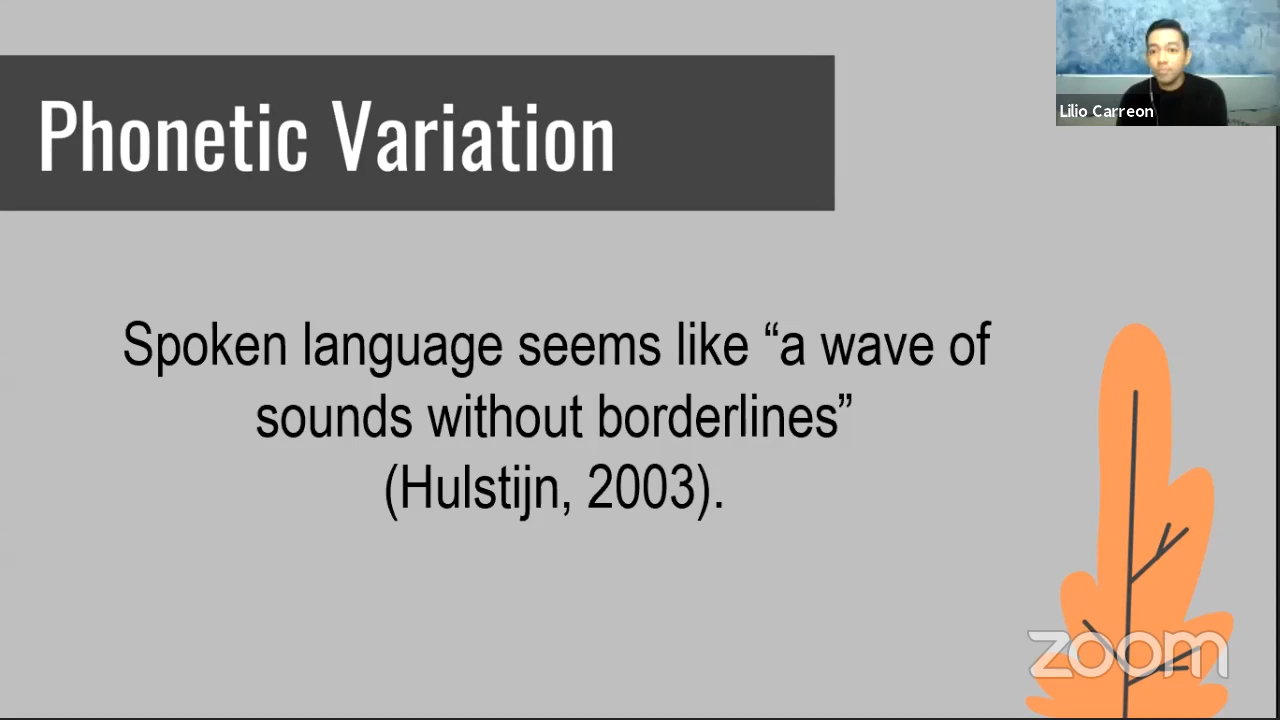 Lilio Carreon
Phonetic Variation
Spoken language seems like “a wave of
sounds without borderlines”
(Hulstijn, 2003).
zoom